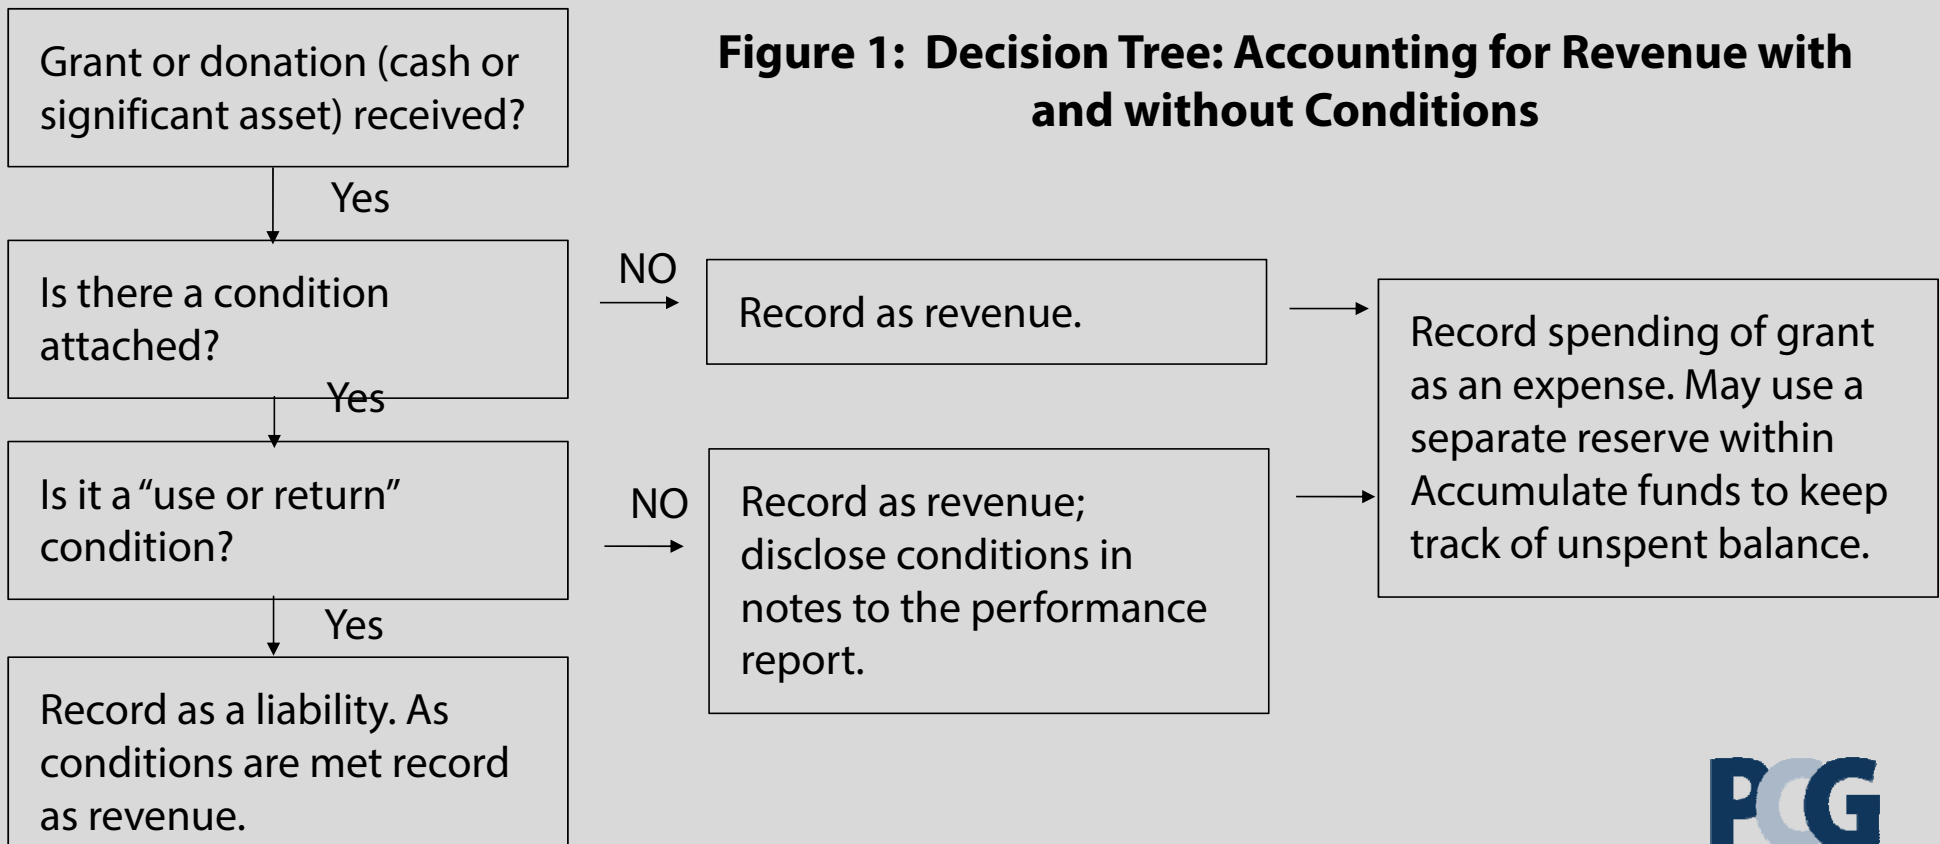 Figure 1:  Decision Tree: Accounting for Revenue with
and without Conditions
Grant or donation (cash or
significant asset) received?
Yes
Is there a condition
attached?
NO
Record as revenue.
Record spending of grant
as an expense. May use a
separate reserve within
Accumulate funds to keep
track of unspent balance.
Yes
Is it a “use or return”
condition?
NO
Record as revenue;
disclose conditions in
notes to the performance
report.
Yes
Record as a liability. As
conditions are met record
as revenue.
PCG